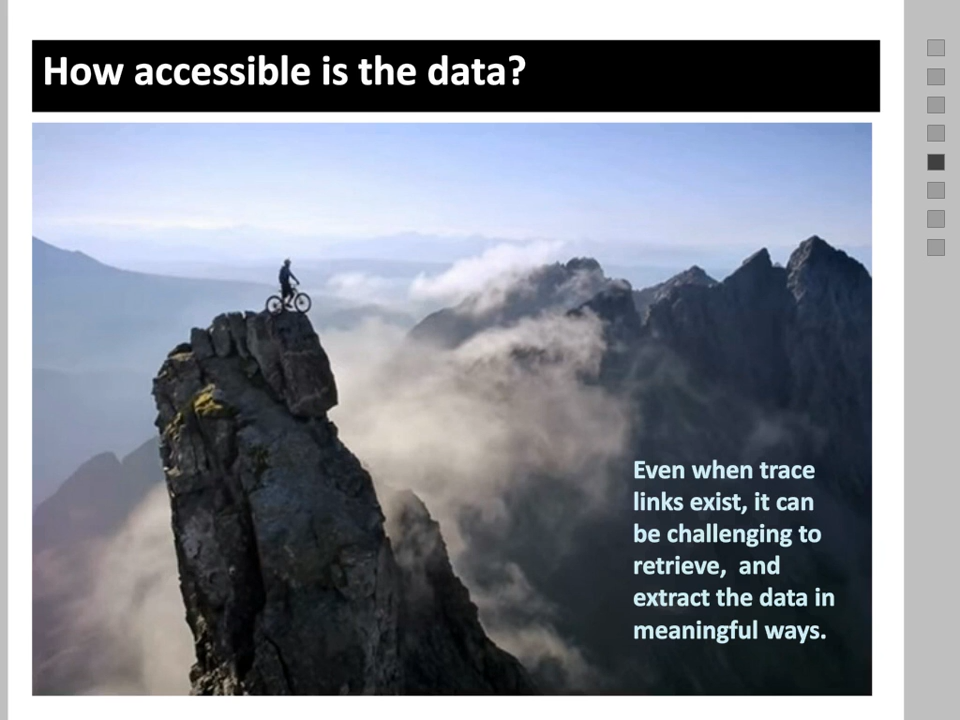 How accessible is the data?
Even when trace
links exist, it can
be challenging to
retrieve,  and
extract the data in
meaningful ways.